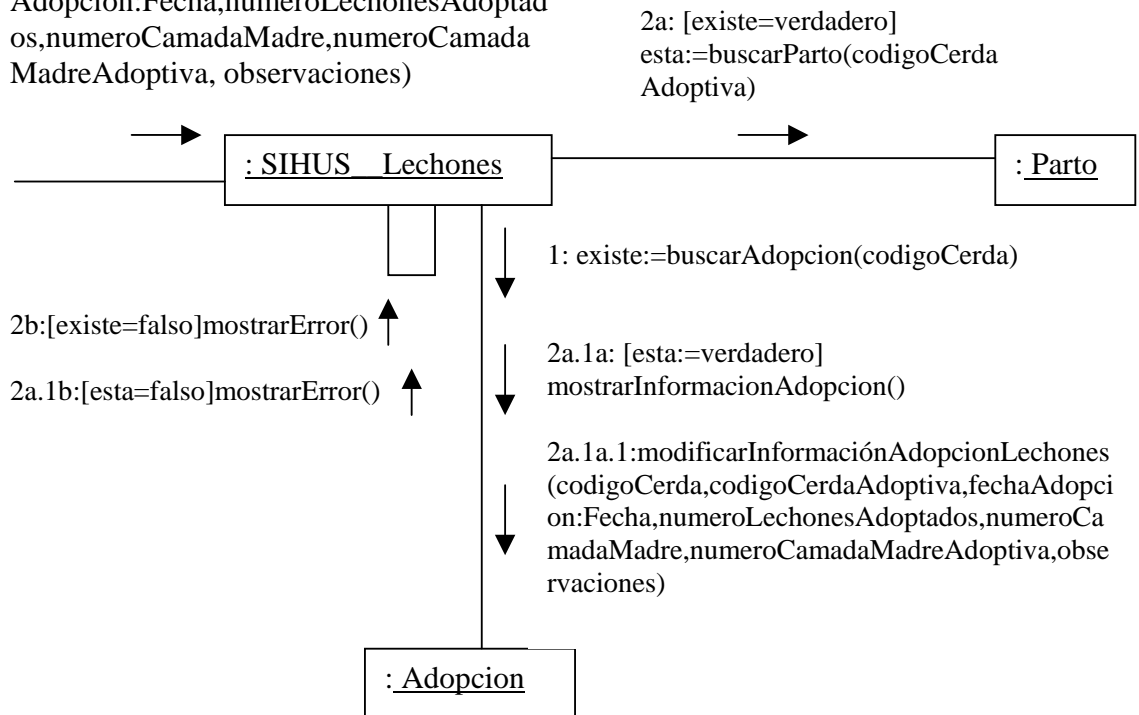 Adopcion:Fecha,numeroLechonesAdoptad
os,numeroCamadaMadre,numeroCamada
MadreAdoptiva, observaciones)
2a: [existe=verdadero]
esta:=buscarParto(codigoCerda
Adoptiva)
: SIHUS__Lechones
: Parto
1: existe:=buscarAdopcion(codigoCerda)
2b:[existe=falso]mostrarError()
2a.1a: [esta:=verdadero]
mostrarInformacionAdopcion()
2a.1b:[esta=falso]mostrarError()
2a.1a.1:modificarInformaciónAdopcionLechones
(codigoCerda,codigoCerdaAdoptiva,fechaAdopci
on:Fecha,numeroLechonesAdoptados,numeroCa
madaMadre,numeroCamadaMadreAdoptiva,obse
rvaciones)
: Adopcion